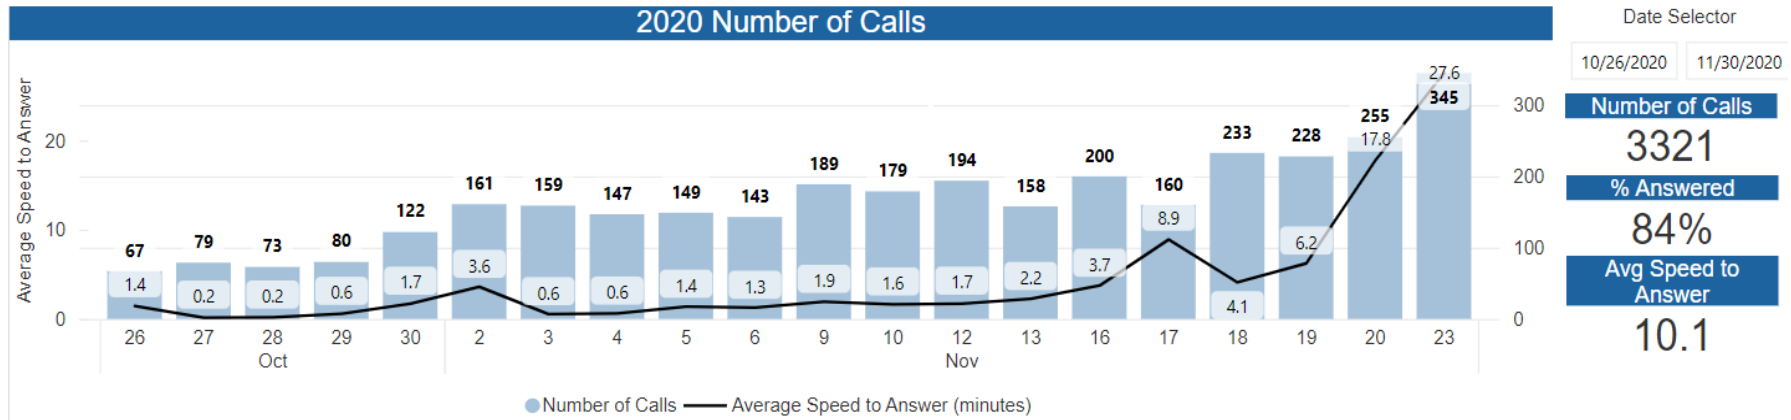 2020 Number of Calls
Date Selector
10/26/2020 11/30/2020
Number of Calls
3321
% Answered
84%
Avg Speed to
Answer
10.1
Average Speed to Answer
20
10
0
300
200
100
0
67 79 73 80 122 161 159 147 149 143 189 179 194 158 200 160 233 228 255 345
1.4 0.2 0.2 0.6 1.7 3.6 0.6 0.6 1.4 1.3 1.9 1.6 1.7 2.2 3.7 8.9 4.1 6.2 17.8 27.6
26 27 28 29 30 2 3 4 5 6 9 10 12 13 16 17 18 19 20 23
Oct Nov
Number of Calls Average Speed to Answer (minutes)